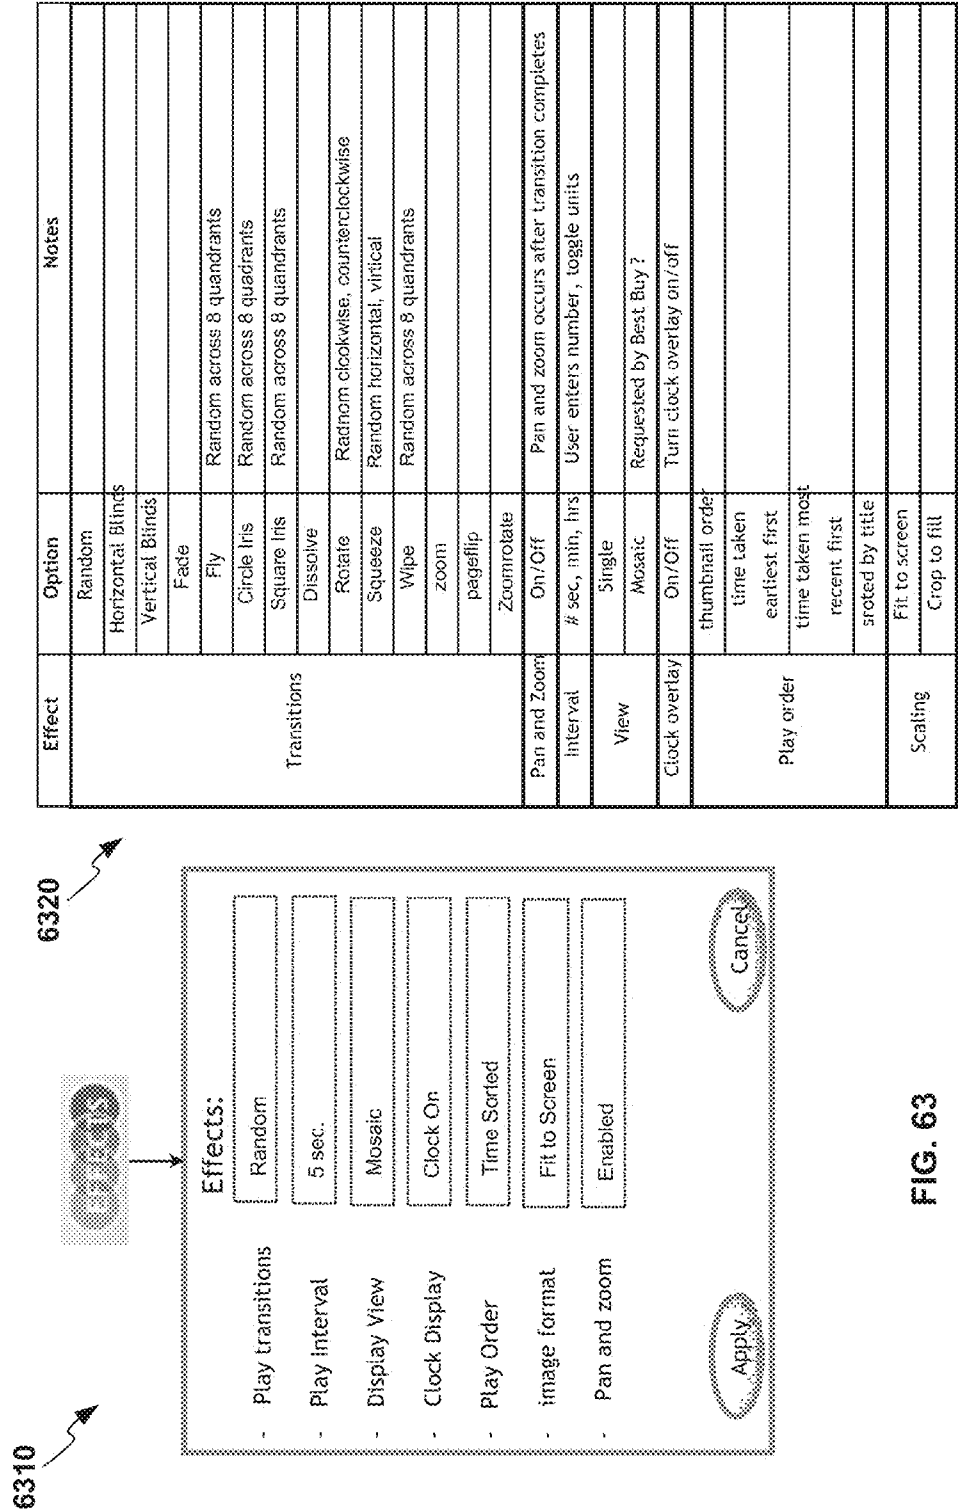 6310
6320
Effects:
- Play transitions Random
- Play Interval 5 sec.
- Display View Mosaic
- Clock Display Clock On
- Play Order Time Sorted
- image format Fit to Screen
- Pan and zoom Enabled
Apply Cancel
Effect Option Notes
Transitions
Random
Horizontal Blinds
Vertical Blinds
Fade
Fly Random across 8 quandrants
Circle Iris Random across 8 quadrants
Square Iris Random across 8 quandrants
Dissolve
Rotate Radnom clcokwise, counterclockwise
Squeeze Random horizontal, virtical
Wipe Random across 8 quandrants
zoom
pageflip
Zoomrotate
Pan and Zoom On/Off Pan and zoom occurs after transition completes
Interval # sec, min, hrs User enters number, toggle units
View
Single
Mosaic Requested by Best Buy?
Clock overlay On/Off Turn clock overlay on/off
Play order
thumbnail order
time taken
earliest first
time taken most
recent first
sroted by title
Scaling
Fit to screen
Crop to fill
FIG. 63